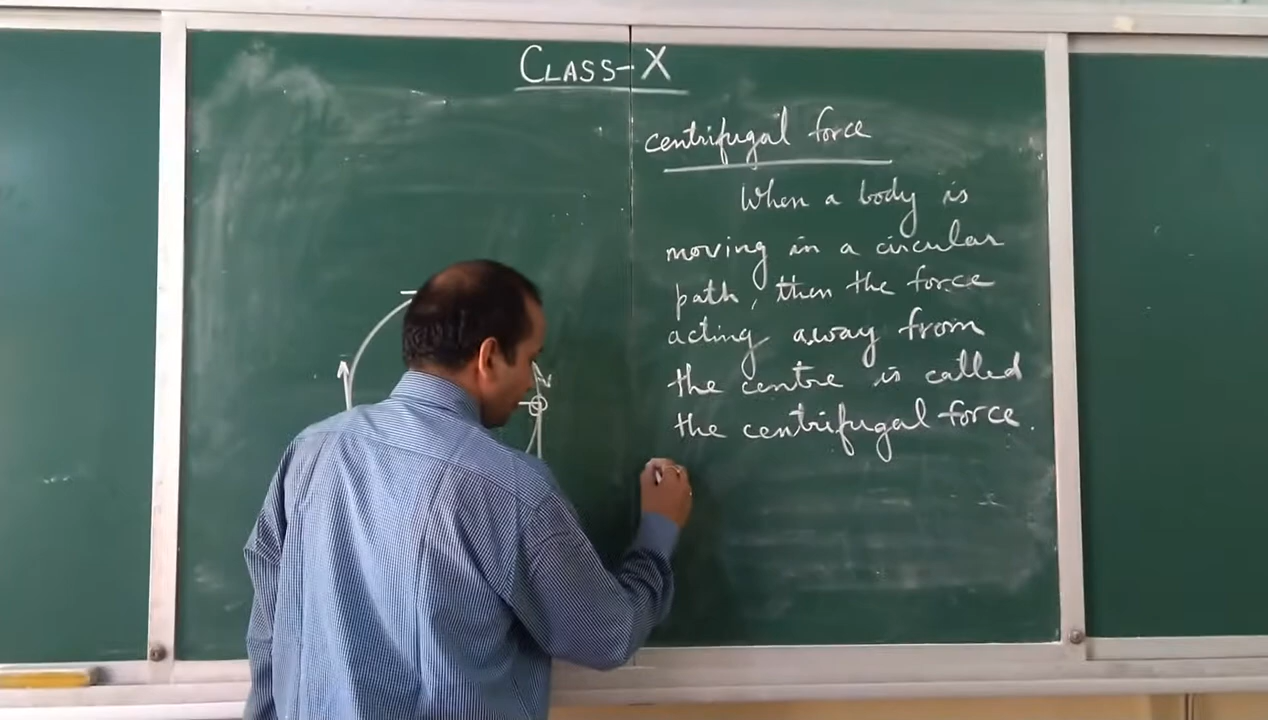 CLASS-X
centrifugal force
When a body is
moving in a circular
path, then the force
acting away from
the centre is called
the centrifugal force.